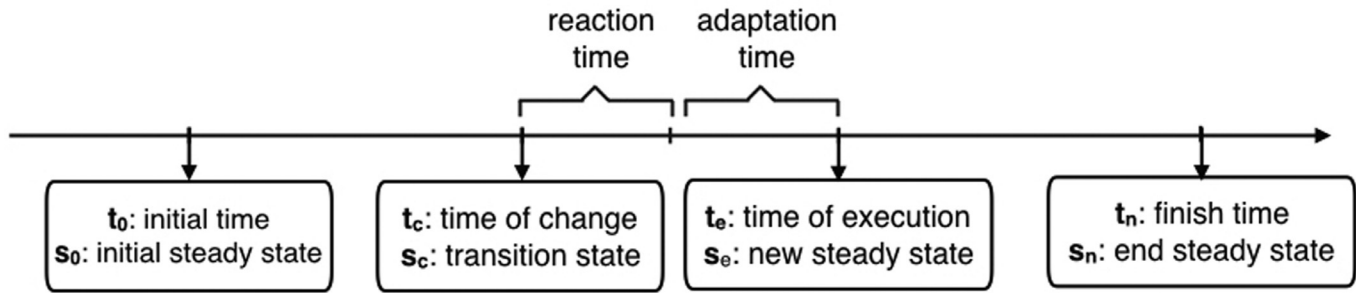 reaction
time
adaptation
time
t0: initial time
s0: initial steady state
tc: time of change
sc: transition state
te: time of execution
se: new steady state
tn: finish time
sn: end steady state